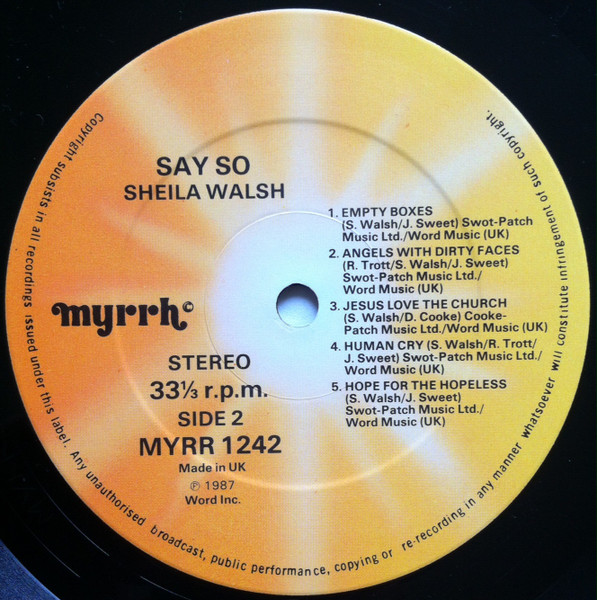 SAY SO
SHEILA WALSH
myrrh©
STEREO
33⅓ r.p.m.
SIDE 2
MYRR 1242
Made in UK
℗ 1987
Word Inc.
1. EMPTY BOXES
(S. Walsh/J. Sweet) Swot-Patch
Music Ltd./Word Music (UK)
2. ANGELS WITH DIRTY FACES
(R. Trott/S. Walsh/J. Sweet)
Swot-Patch Music Ltd./
Word Music (UK)
3. JESUS LOVE THE CHURCH
(S. Walsh/D. Cooke) Cooke-
Patch Music Ltd./Word Music (UK)
4. HUMAN CRY (S. Walsh/R. Trott/
J. Sweet) Swot-Patch Music Ltd./
Word Music (UK)
5. HOPE FOR THE HOPELESS
(S. Walsh/J. Sweet)
Swot-Patch Music Ltd./
Word Music (UK)
Copyright subsists in all recordings issued under this label. Any unauthorised broadcast, public performance, copying or re-recording in any manner whatsoever will constitute infringement of such copyright.